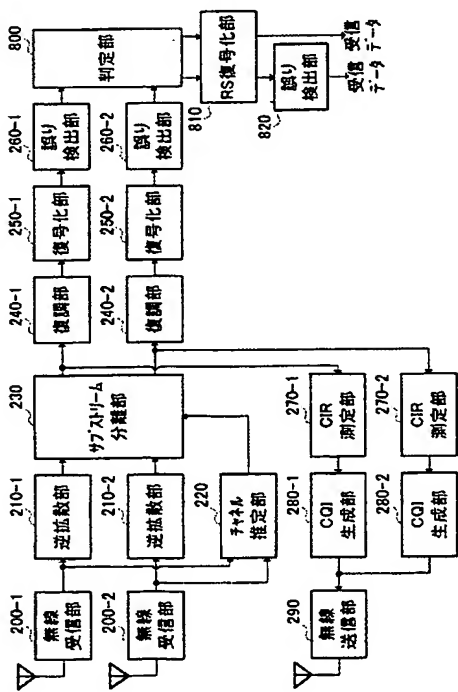 200-1
無線
受信部
200-2
無線
受信部
210-1
逆拡散部
210-2
逆拡散部
220
チャネル
推定部
230
サブストリーム
分離部
240-1
復調部
240-2
復調部
250-1
復号化部
250-2
復号化部
260-1
誤り
検出部
260-2
誤り
検出部
800
判定部
810
RS復号化部
820
誤り
検出部
受信
データ
受信
データ
270-1
CIR
測定部
270-2
CIR
測定部
280-1
CQI
生成部
280-2
CQI
生成部
290
無線
送信部